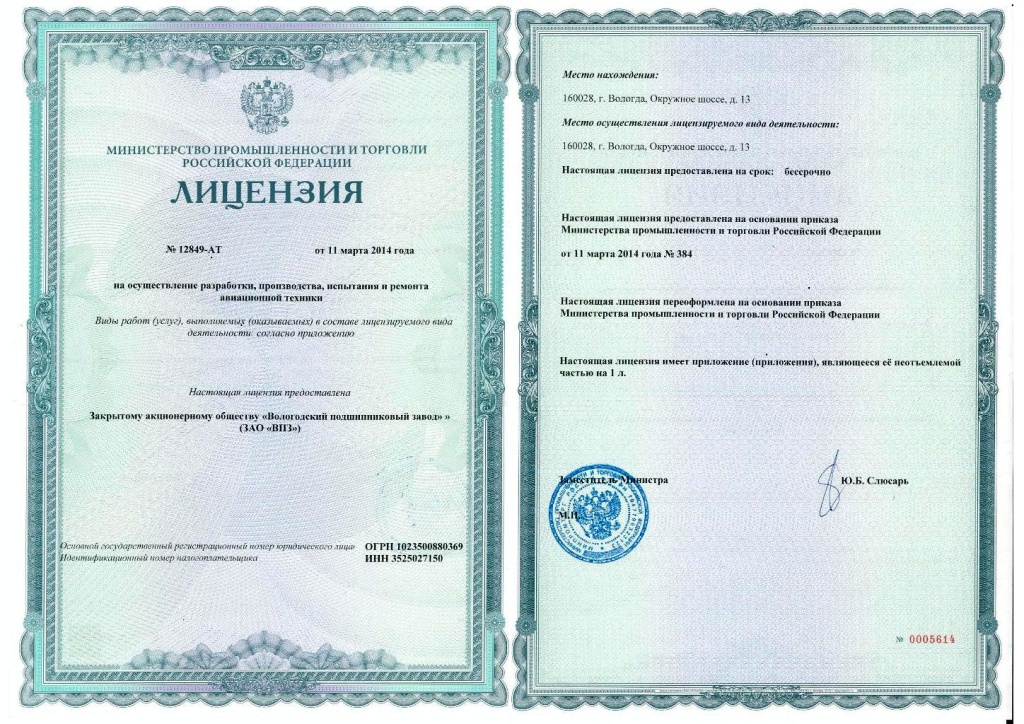 МИНИСТЕРСТВО ПРОМЫШЛЕННОСТИ И ТОРГОВЛИ
РОССИЙСКОЙ ФЕДЕРАЦИИ
ЛИЦЕНЗИЯ
№ 12849-АТ от 11 марта 2014 года
на осуществление разработки, производства, испытания и ремонта
авиационной техники
Виды работ (услуг), выполняемых (оказываемых) в составе лицензируемого вида
деятельности: согласно приложению
Настоящая лицензия предоставлена
Закрытому акционерному обществу «Вологодский подшипниковый завод» »
(ЗАО «ВПЗ»)
Основной государственный регистрационный номер юридического лица ОГРН 1023500880369
Идентификационный номер налогоплательщика ИНН 3525027150
Место нахождения:
160028, г. Вологда, Окружное шоссе, д. 13
Место осуществления лицензируемого вида деятельности:
160028, г. Вологда, Окружное шоссе, д. 13
Настоящая лицензия предоставлена на срок: бессрочно
Настоящая лицензия предоставлена на основании приказа
Министерства промышленности и торговли Российской Федерации
от 11 марта 2014 года № 384
Настоящая лицензия переоформлена на основании приказа
Министерства промышленности и торговли Российской Федерации
Настоящая лицензия имеет приложение (приложения), являющееся её неотъемлемой
частью на 1 л.
Заместитель Министра Ю.Б. Слюсарь
М.П.
№ 0005614